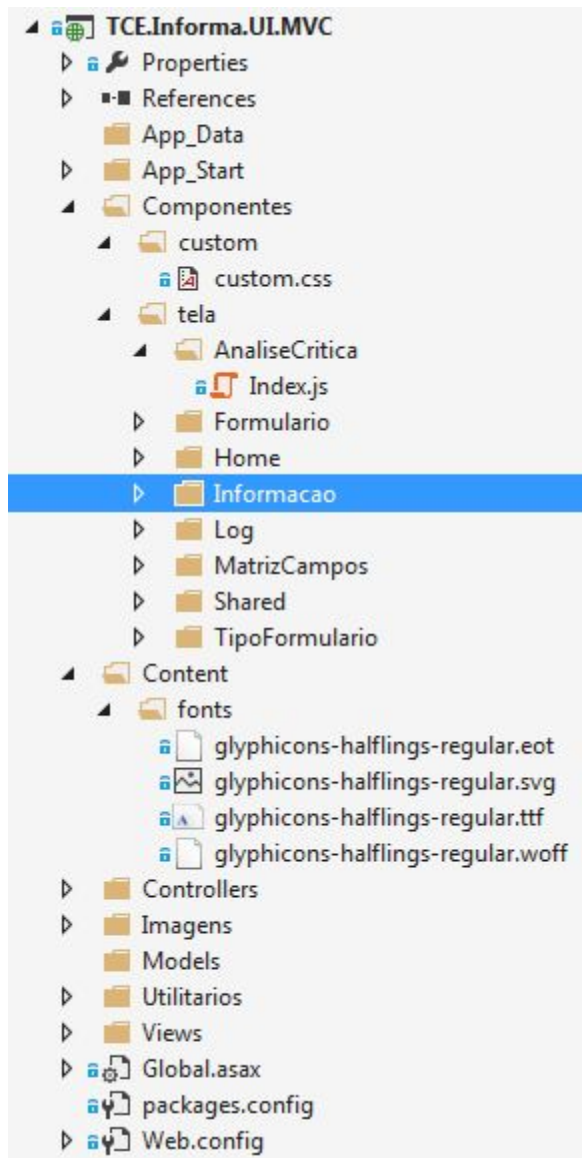 TCE.Informa.UI.MVC
Properties
References
App_Data
App_Start
Componentes
custom
custom.css
tela
AnaliseCritica
Index.js
Formulario
Home
Informacao
Log
MatrizCampos
Shared
TipoFormulario
Content
fonts
glyphicons-halflings-regular.eot
glyphicons-halflings-regular.svg
glyphicons-halflings-regular.ttf
glyphicons-halflings-regular.woff
Controllers
Imagens
Models
Utilitarios
Views
Global.asax
packages.config
Web.config